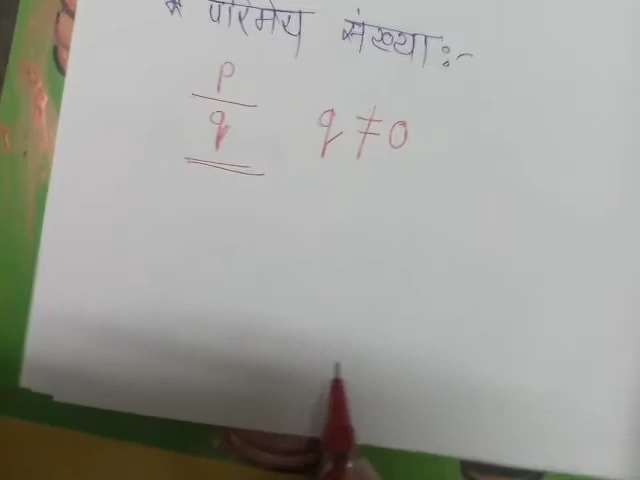 * परिमेय संख्या :-
p
q q ≠ 0